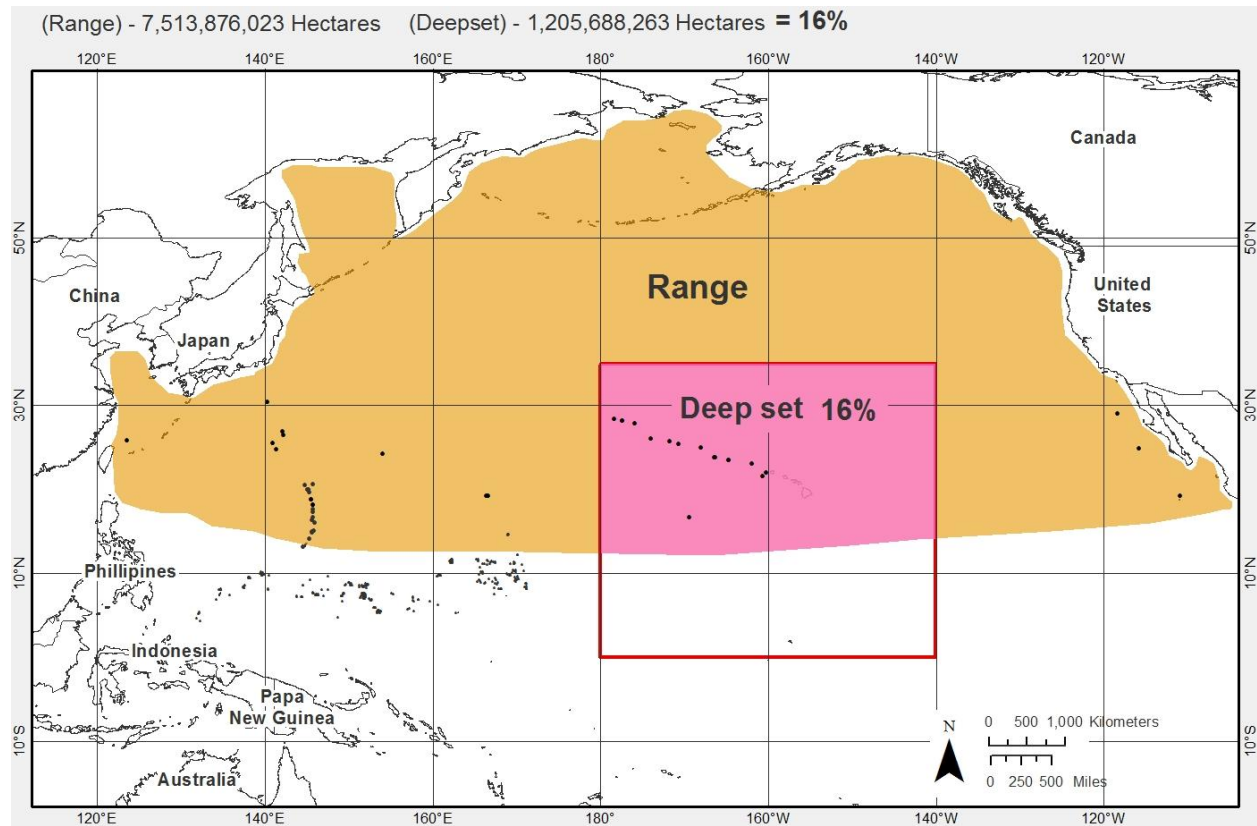 (Range) - 7,513,876,023 Hectares (Deepset) - 1,205,688,263 Hectares = 16%
120°E 140°E 160°E 180° 160°W 140°W 120°W
Canada
50°N 50°N
Range
China
United
States
Japan
Deep set 16%
30°N 30°N
10°N 10°N
Phillipines
Indonesia
Papa
New Guinea
N
0 500 1,000 Kilometers
10°S 10°S
Australia
0 250 500 Miles
120°E 140°E 160°E 180° 160°W 140°W 120°W